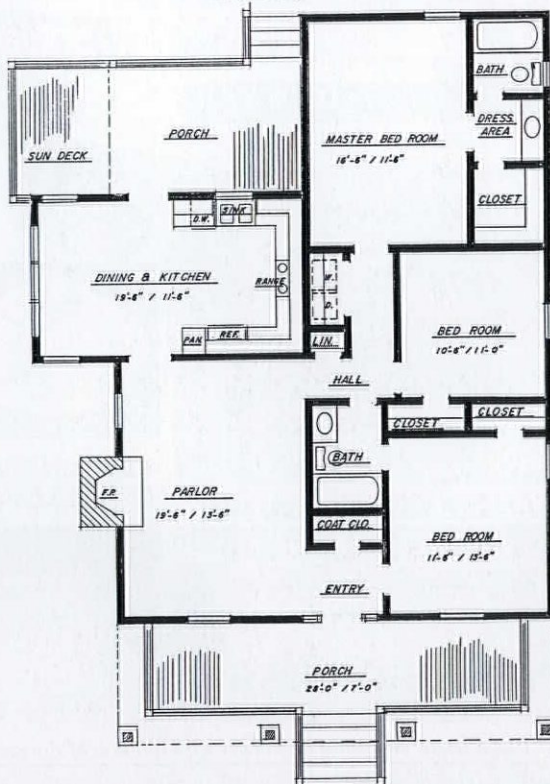 BATH
DRESS.
AREA
CLOSET
MASTER BED ROOM
16'-6" / 11'-6"
PORCH
SUN DECK
D.W.
SINK
DINING & KITCHEN
19'-6" / 11'-6"
RANGE
PAN
REF.
W.
D.
LIN.
BED ROOM
10'-6" / 11'-0"
HALL
CLOSET
CLOSET
BATH
F.P.
PARLOR
19'-6" / 13'-6"
COAT CLO.
BED ROOM
11'-6" / 13'-6"
ENTRY
PORCH
28'-0" / 7'-0"